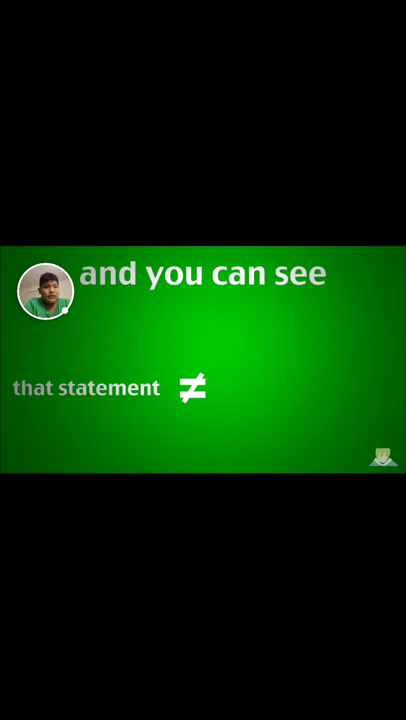 and you can see
that statement ≠